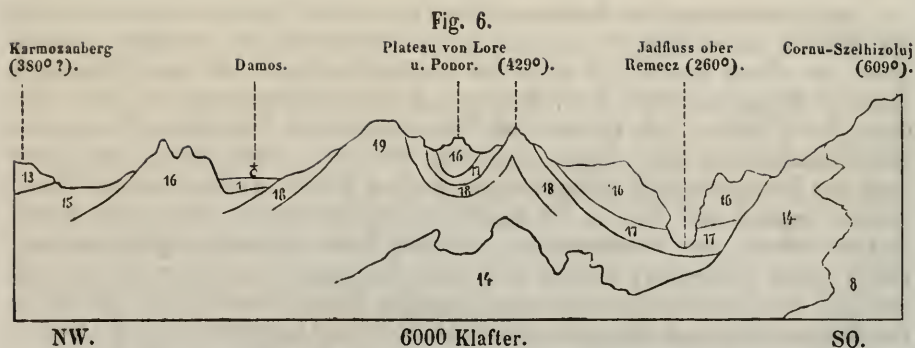 Fig. 6.
Karmozanberg
(380° ?).
Damos.
Plateau von Lore
u. Ponor. (429°).
Jadfluss ober
Remecz (260°).
Cornu-Szelhizoluj
(609°).
13
15
16
1
18
19
16
17
18
18
16
17
16
17
14
14
8
NW.
6000 Klafter.
SO.